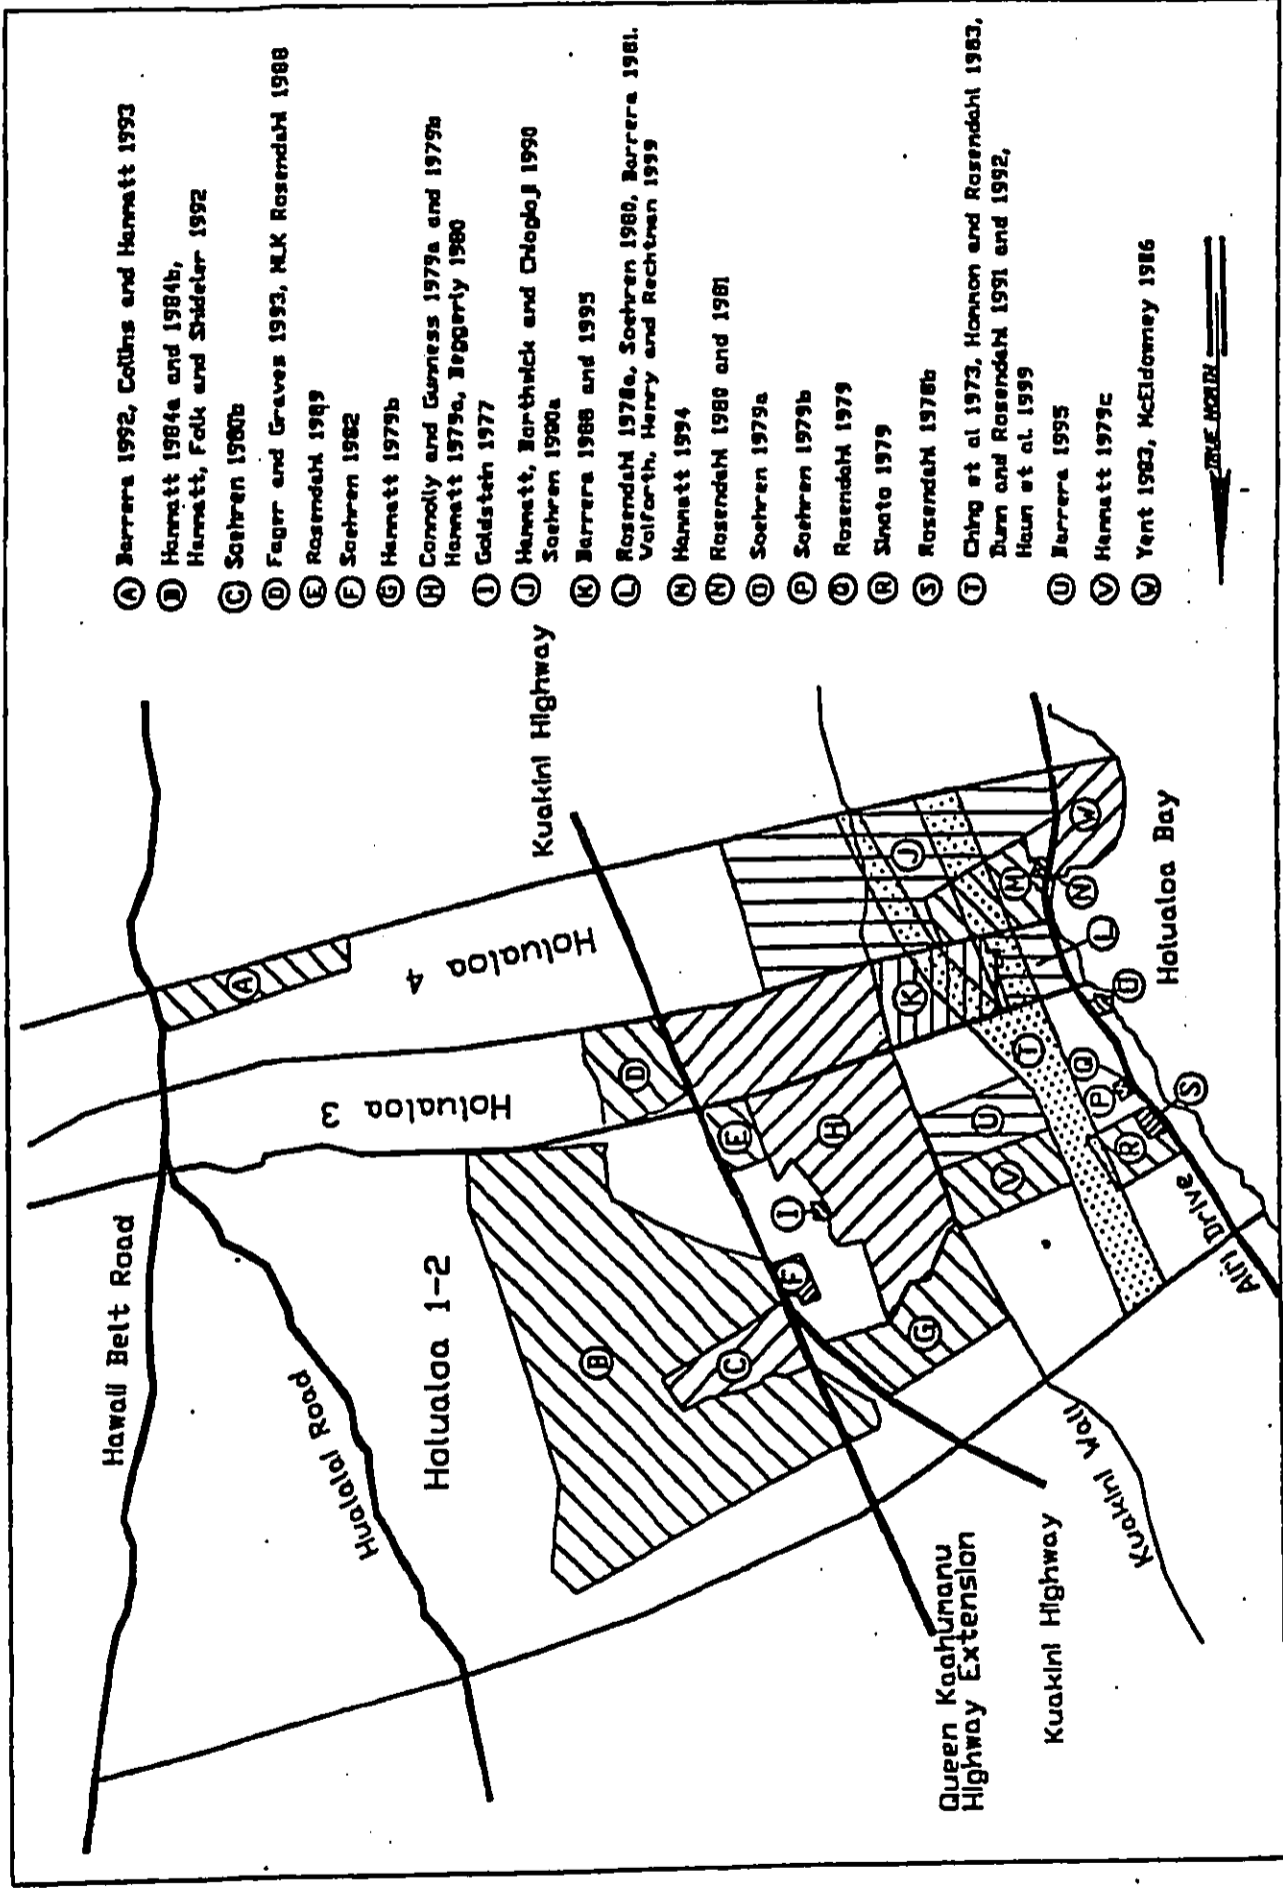 Ⓐ Barrera 1992, Collins and Hammatt 1993
Ⓑ Hammatt 1984a and 1984b,
Hammatt, Folk and Shideler 1992
Ⓒ Soehren 1980b
Ⓓ Fager and Graves 1993, MLK Rosendahl 1988
Ⓔ Rosendahl 1989
Ⓕ Soehren 1982
Ⓖ Hammatt 1979b
Ⓗ Connolly and Gunness 1979a and 1979b
Hammatt 1979a, Beggerly 1980
Ⓘ Goldstein 1977
Ⓙ Hammatt, Borthwick and Chiogioji 1990
Soehren 1980a
Ⓚ Barrera 1988 and 1995
Ⓛ Rosendahl 1978a, Soehren 1980, Barrera 1981,
Walforth, Henry and Rechtman 1999
Ⓜ Hammatt 1994
Ⓝ Rosendahl 1980 and 1981
Ⓞ Soehren 1979a
Ⓟ Soehren 1979b
Ⓠ Rosendahl 1979
Ⓡ Sinoto 1979
Ⓢ Rosendahl 1978b
Ⓣ Ching et al 1973, Hommon and Rosendahl 1983,
Dunn and Rosendahl 1991 and 1992,
Haun et al. 1999
Ⓤ Barrera 1995
Ⓥ Hammatt 1979c
Ⓦ Yent 1983, McEldowney 1986
TRUE NORTH
Hawaii Belt Road
Hualalai Road
Holualoa 1-2
Holualoa 3
Holualoa 4
Kuakini Highway
Queen Kaahumanu
Highway Extension
Kuakini Highway
Kuakini Wall
Alii Drive
Holualoa Bay
A
B
C
D
E
F
G
H
I
J
K
L
M
N
O
P
Q
R
S
T
U
V
W